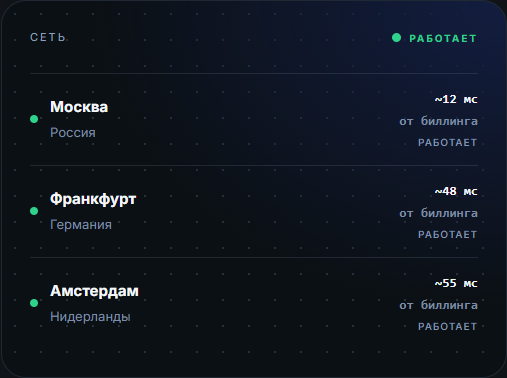 СЕТЬ
РАБОТАЕТ
Москва
Россия
~12 мс
от биллинга
РАБОТАЕТ
Франкфурт
Германия
~48 мс
от биллинга
РАБОТАЕТ
Амстердам
Нидерланды
~55 мс
от биллинга
РАБОТАЕТ